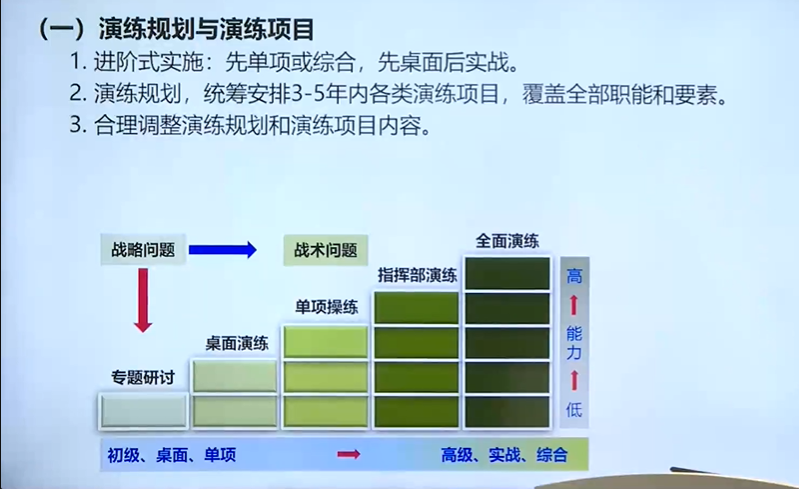 （一）演练规划与演练项目
1. 进阶式实施：先单项或综合，先桌面后实战。
2. 演练规划，统筹安排3-5年内各类演练项目，覆盖全部职能和要素。
3. 合理调整演练规划和演练项目内容。
战略问题
战术问题
全面演练
指挥部演练
单项操练
桌面演练
专题研讨
高
能
力
低
初级、桌面、单项
高级、实战、综合